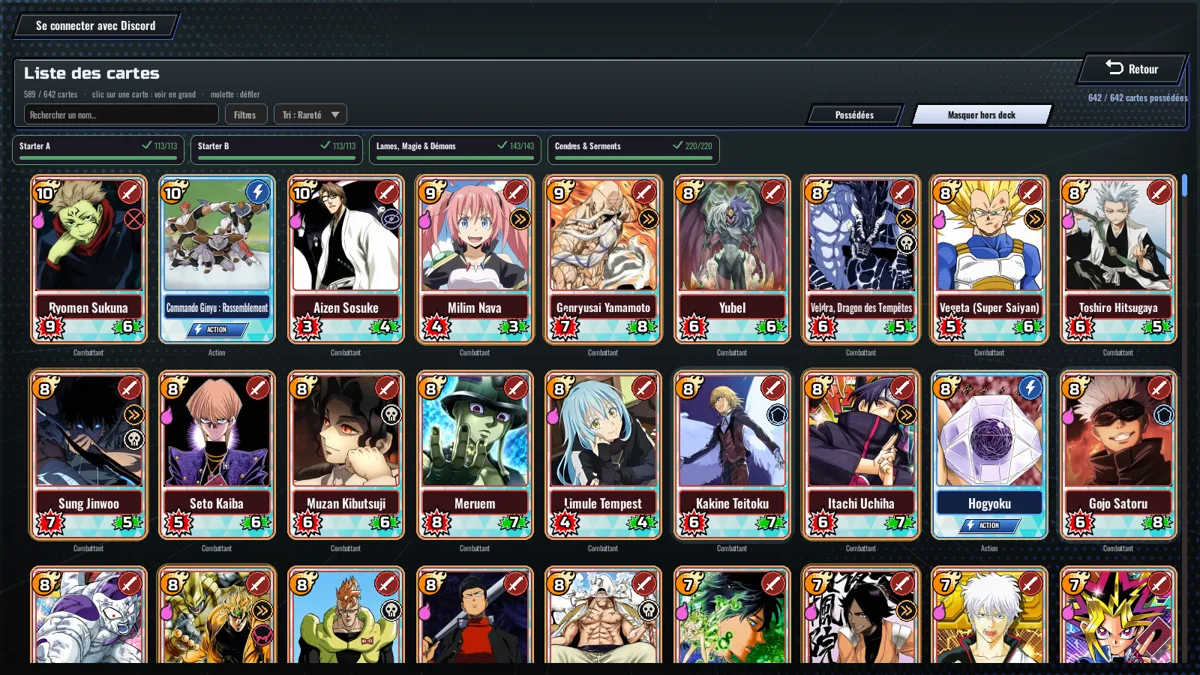 Se connecter avec Discord
Liste des cartes
Retour
589 / 642 cartes · clic sur une carte : voir en grand · molette : défiler
642 / 642 cartes possédées
Rechercher un nom...
Filtres
Tri : Rareté
Possédées
Masquer hors deck
Starter A 113/113
Starter B 113/113
Lames, Magie & Démons 143/143
Cendres & Serments 220/220
10 10 10 9 9 8 8 8 8
Ryomen Sukuna
Commando Ginyu : Rassemblement
Aizen Sosuke
Milim Nava
Genryusai Yamamoto
Yubel
Veldra, Dragon des Tempêtes
Vegeta (Super Saiyan)
Toshiro Hitsugaya
9 6 ACTION 3 4 4 3 7 8 6 6 6 5 5 6 6 5
Combattant Action Combattant Combattant Combattant Combattant Combattant Combattant Combattant
8 8 8 8 8 8 8 8 8
Sung Jinwoo
Seto Kaiba
Muzan Kibutsuji
Meruem
Limule Tempest
Kakine Teitoku
Itachi Uchiha
Hogyoku
Gojo Satoru
7 5 5 6 6 6 8 7 4 4 6 7 6 7 ACTION 6 8
Combattant Combattant Combattant Combattant Combattant Combattant Combattant Action Combattant
8 8 8 8 8 7 7 7 7